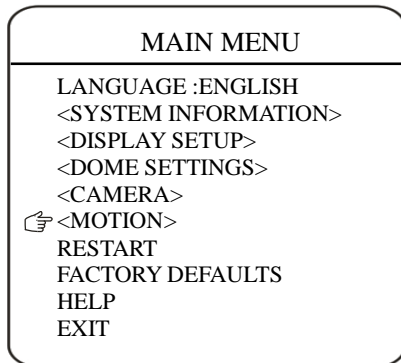 MAIN MENU
LANGUAGE :ENGLISH
<SYSTEM INFORMATION>
<DISPLAY SETUP>
<DOME SETTINGS>
<CAMERA>
<MOTION>
RESTART
FACTORY DEFAULTS
HELP
EXIT